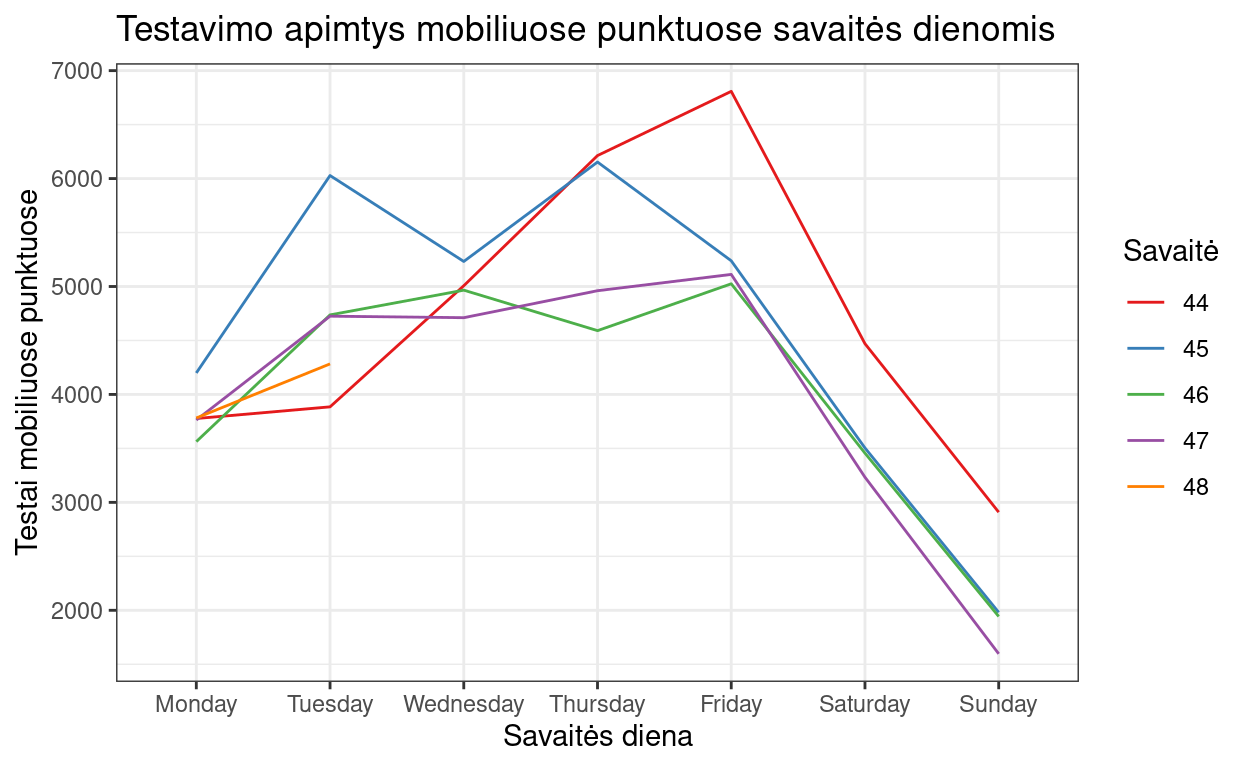 Testavimo apimtys mobiliuose punktuose savaitės dienomis
Testai mobiliuose punktuose
7000
6000
5000
4000
3000
2000
Monday Tuesday Wednesday Thursday Friday Saturday Sunday
Savaitės diena
Savaitė
44
45
46
47
48